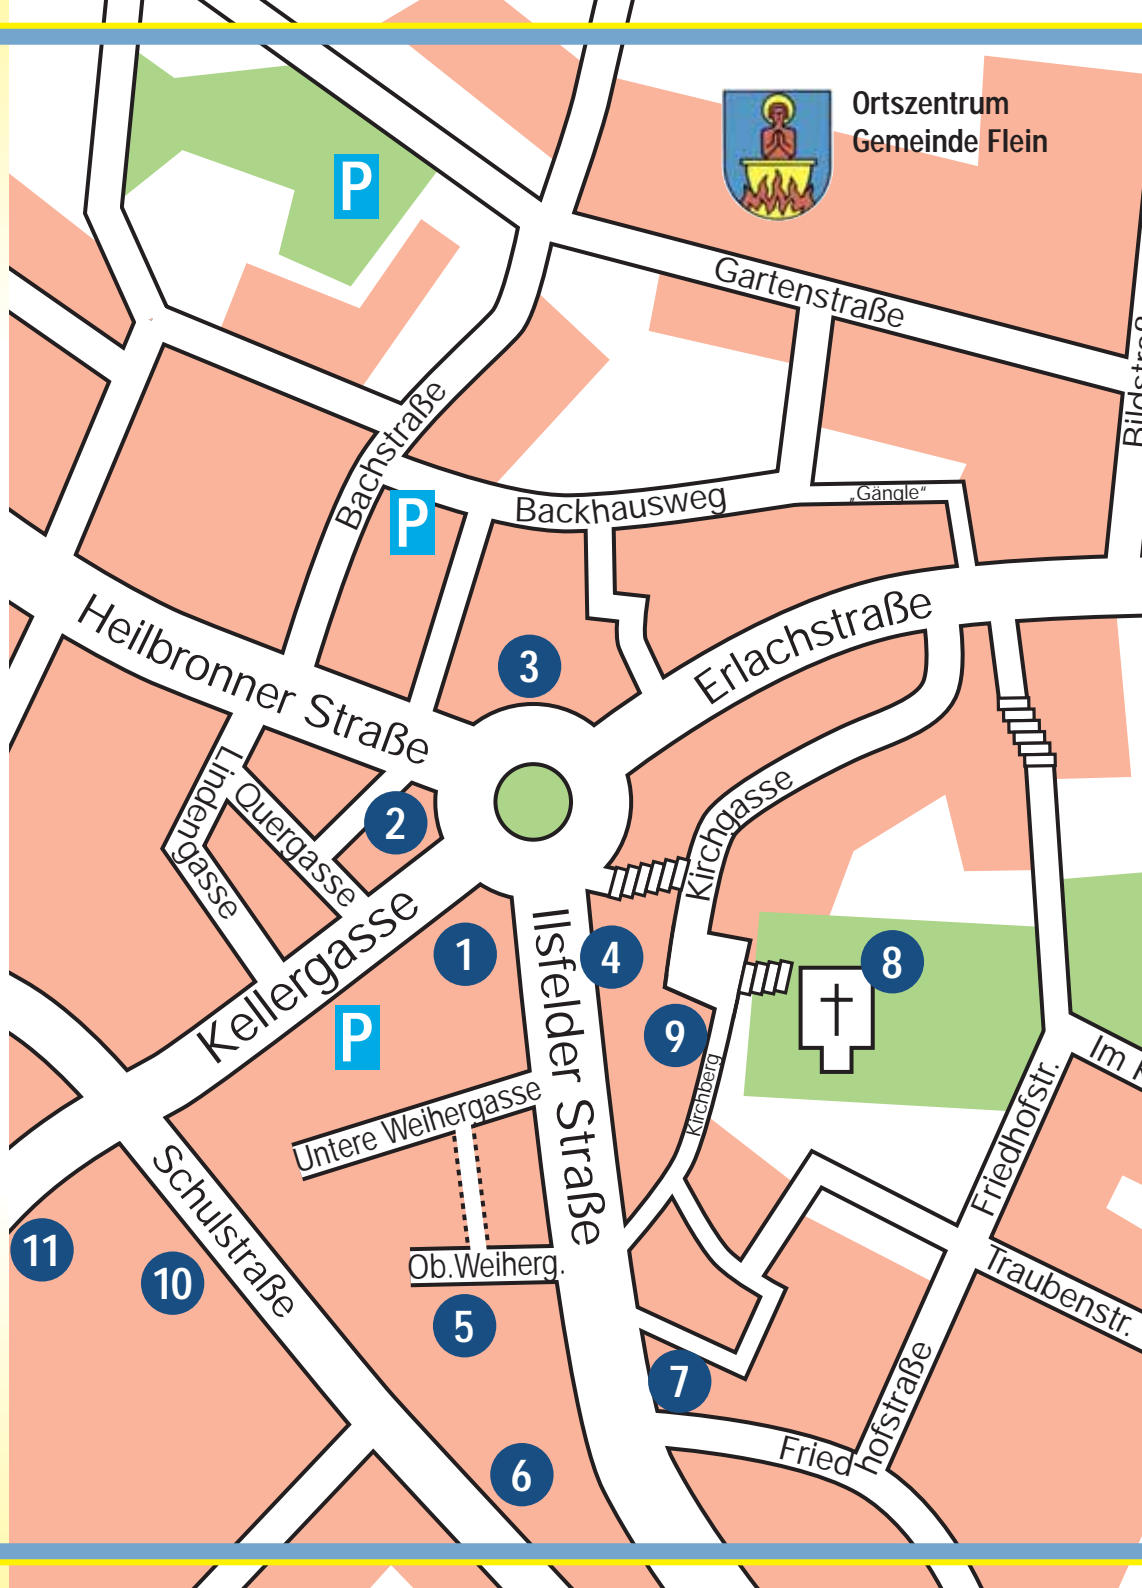 Ortszentrum
Gemeinde Flein
P
Gartenstraße
Bachstraße
P
Backhausweg
„Gängle“
Heilbronner Straße
Erlachstraße
3
Lindengasse
Quergasse
2
Kirchgasse
Kellergasse
1
Ilsfelder Straße
4
8
9
P
Kirchberg
Im
Untere Weihergasse
Friedhofstr.
Schulstraße
11
10
Ob.Weiherg.
Traubenstr.
5
7
Friedhofstraße
6